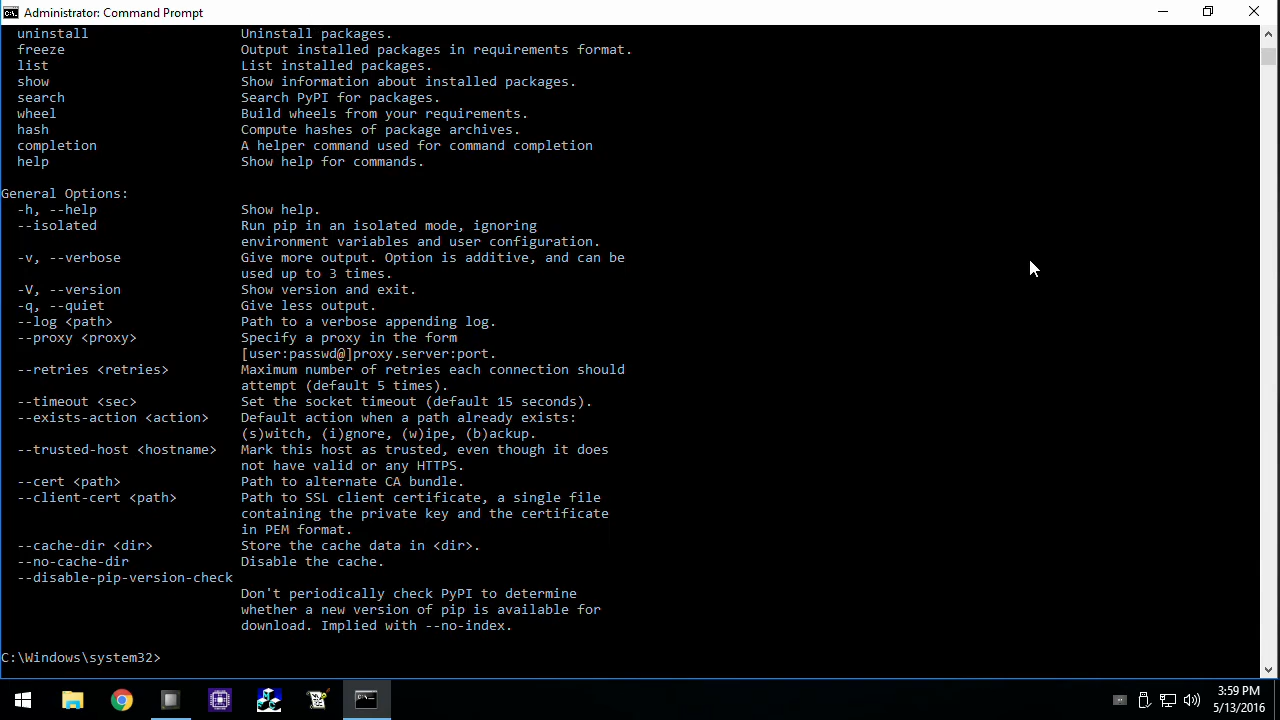 Administrator: Command Prompt
uninstall Uninstall packages.
freeze Output installed packages in requirements format.
list List installed packages.
show Show information about installed packages.
search Search PyPI for packages.
wheel Build wheels from your requirements.
hash Compute hashes of package archives.
completion A helper command used for command completion
help Show help for commands.
General Options:
-h, --help Show help.
--isolated Run pip in an isolated mode, ignoring
environment variables and user configuration.
-v, --verbose Give more output. Option is additive, and can be
used up to 3 times.
-V, --version Show version and exit.
-q, --quiet Give less output.
--log <path> Path to a verbose appending log.
--proxy <proxy> Specify a proxy in the form
[user:passwd@]proxy.server:port.
--retries <retries> Maximum number of retries each connection should
attempt (default 5 times).
--timeout <sec> Set the socket timeout (default 15 seconds).
--exists-action <action> Default action when a path already exists:
(s)witch, (i)gnore, (w)ipe, (b)ackup.
--trusted-host <hostname> Mark this host as trusted, even though it does
not have valid or any HTTPS.
--cert <path> Path to alternate CA bundle.
--client-cert <path> Path to SSL client certificate, a single file
containing the private key and the certificate
in PEM format.
--cache-dir <dir> Store the cache data in <dir>.
--no-cache-dir Disable the cache.
--disable-pip-version-check
Don't periodically check PyPI to determine
whether a new version of pip is available for
download. Implied with --no-index.
C:\Windows\system32>
3:59 PM
5/13/2016